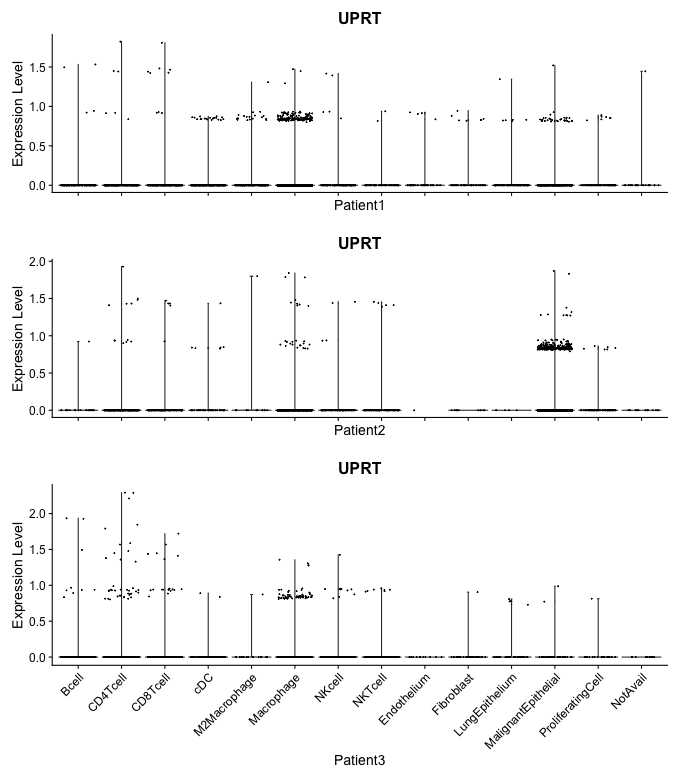 UPRT
Expression Level
1.5
1.0
0.5
0.0
Patient1
UPRT
Expression Level
2.0
1.5
1.0
0.5
0.0
Patient2
UPRT
Expression Level
2.0
1.5
1.0
0.5
0.0
Bcell
CD4Tcell
CD8Tcell
cDC
M2Macrophage
Macrophage
NKcell
NKTcell
Endothelium
Fibroblast
LungEpithelium
MalignantEpithelial
ProliferatingCell
NotAvail
Patient3